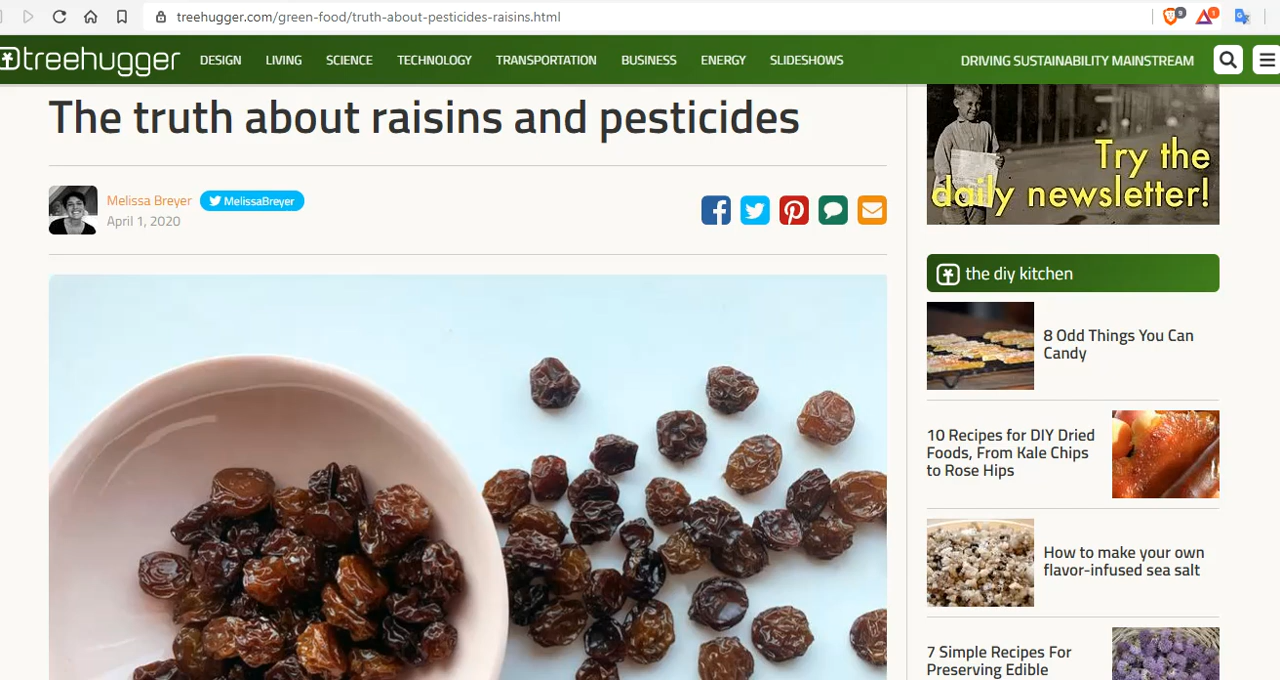 treehugger.com/green-food/truth-about-pesticides-raisins.html
9
1
treehugger
DESIGN LIVING SCIENCE TECHNOLOGY TRANSPORTATION BUSINESS ENERGY SLIDESHOWS
DRIVING SUSTAINABILITY MAINSTREAM
The truth about raisins and pesticides
Melissa Breyer MelissaBreyer
April 1, 2020
Try the
daily newsletter!
the diy kitchen
8 Odd Things You Can
Candy
10 Recipes for DIY Dried
Foods, From Kale Chips
to Rose Hips
How to make your own
flavor-infused sea salt
7 Simple Recipes For
Preserving Edible